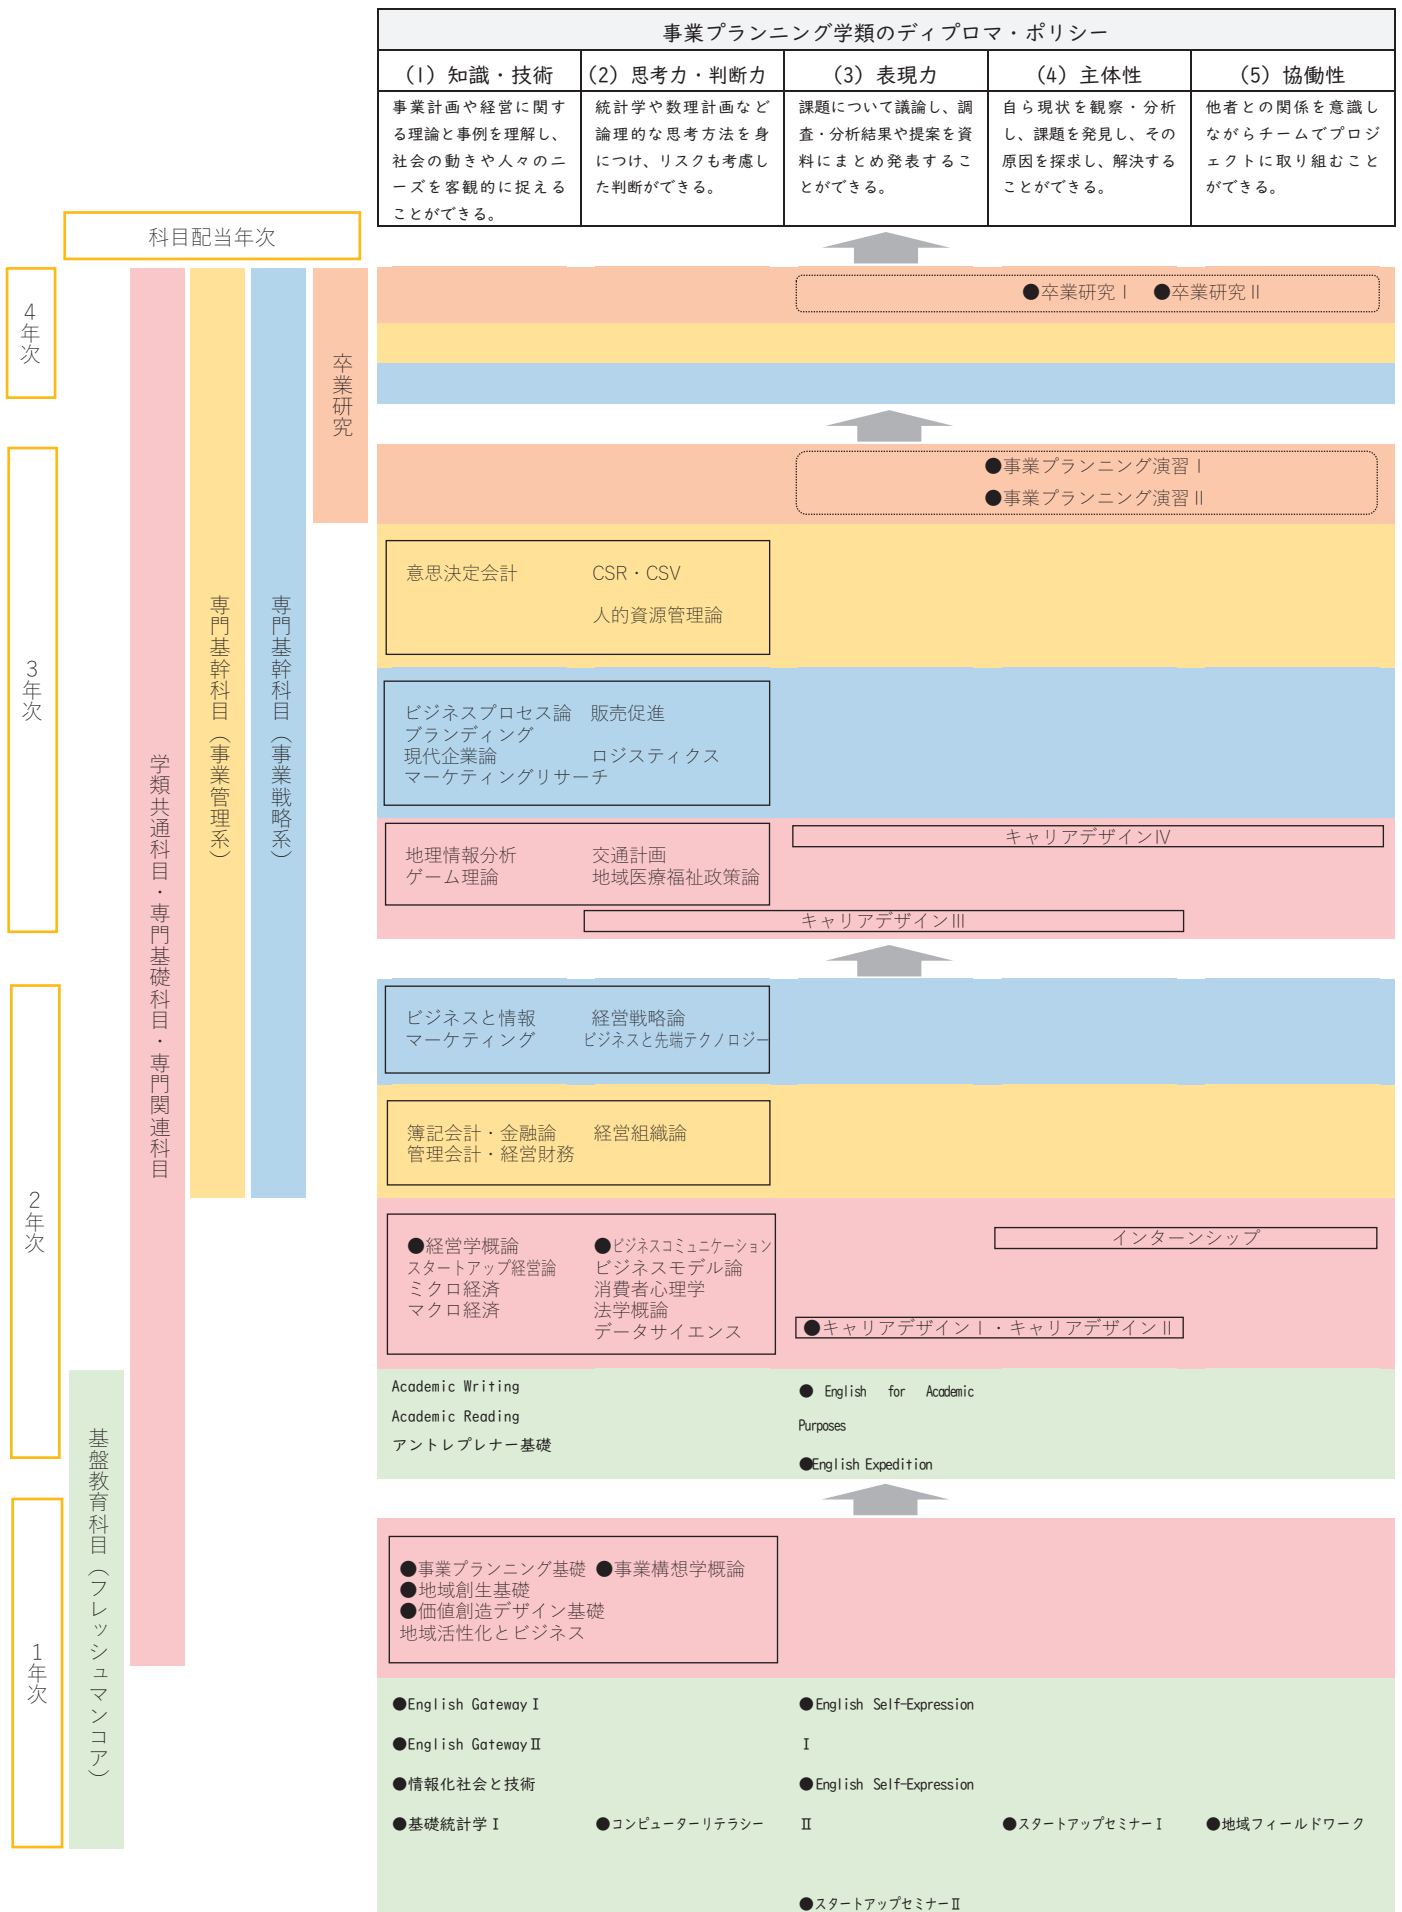 事業プランニング学類のディプロマ・ポリシー
（1）知識・技術
（2）思考力・判断力
（3）表現力
（4）主体性
（5）協働性
事業計画や経営に関す
る理論と事例を理解し、
社会の動きや人々のニ
ーズを客観的に捉える
ことができる。
統計学や数理計画など
論理的な思考方法を身
につけ、リスクも考慮し
た判断ができる。
課題について議論し、調
査・分析結果や提案を資
料にまとめ発表するこ
とができる。
自ら現状を観察・分析
し、課題を発見し、その
原因を探求し、解決する
ことができる。
他者との関係を意識し
ながらチームでプロジ
ェクトに取り組むこと
ができる。
科目配当年次
4年次
3年次
2年次
1年次
基盤教育科目（フレッシュマンコア）
学類共通科目・専門基礎科目・専門関連科目
専門基幹科目（事業管理系）
専門基幹科目（事業戦略系）
卒業研究
●卒業研究Ⅰ ●卒業研究Ⅱ
●事業プランニング演習Ⅰ
●事業プランニング演習Ⅱ
意思決定会計 CSR・CSV
人的資源管理論
ビジネスプロセス論 販売促進
ブランディング
現代企業論 ロジスティクス
マーケティングリサーチ
キャリアデザインⅣ
地理情報分析 交通計画
ゲーム理論 地域医療福祉政策論
キャリアデザインⅢ
ビジネスと情報 経営戦略論
マーケティング ビジネスと先端テクノロジー
簿記会計・金融論 経営組織論
管理会計・経営財務
●経営学概論 ●ビジネスコミュニケーション
スタートアップ経営論 ビジネスモデル論
ミクロ経済 消費者心理学
マクロ経済 法学概論
データサイエンス
インターンシップ
●キャリアデザインⅠ・キャリアデザインⅡ
Academic Writing
Academic Reading
アントレプレナー基礎
● English for Academic
Purposes
●English Expedition
●事業プランニング基礎 ●事業構想学概論
●地域創生基礎
●価値創造デザイン基礎
地域活性化とビジネス
●English Gateway Ⅰ
●English Gateway Ⅱ
●情報化社会と技術
●基礎統計学Ⅰ
●コンピューターリテラシー
●English Self-Expression
Ⅰ
●English Self-Expression
Ⅱ
●スタートアップセミナーⅡ
●スタートアップセミナーⅠ
●地域フィールドワーク